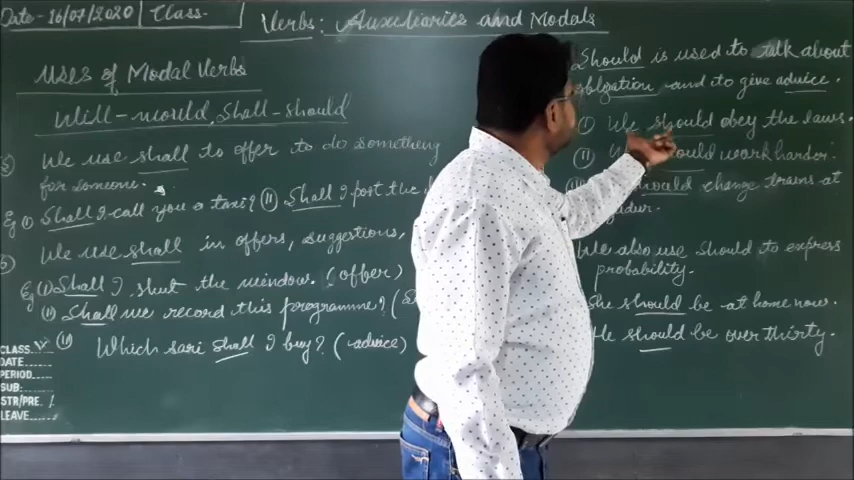 Date - 16/07/2020 Class-
Verbs: Auxiliaries and Modals
Uses of Modal Verbs
Will-would, Shall-should
5) We use shall to offer to do something
for someone.
Eg (i) Shall I call you a taxi? (ii) Shall I post the
6) We use shall in offers, suggestions,
Eg (i) Shall I shut the window. (offer)
(ii) Shall we record this programme?
(iii) Which sari shall I buy? (advice)
Should is used to talk about
obligation and to give advice.
(i) We should obey the laws.
(ii) should work harder.
(iii) should change trains at
We also use should to express
probability.
She should be at home now.
He should be over thirty.
CLASS:
DATE
PERIOD
SUB:
STR/PRE.
LEAVE